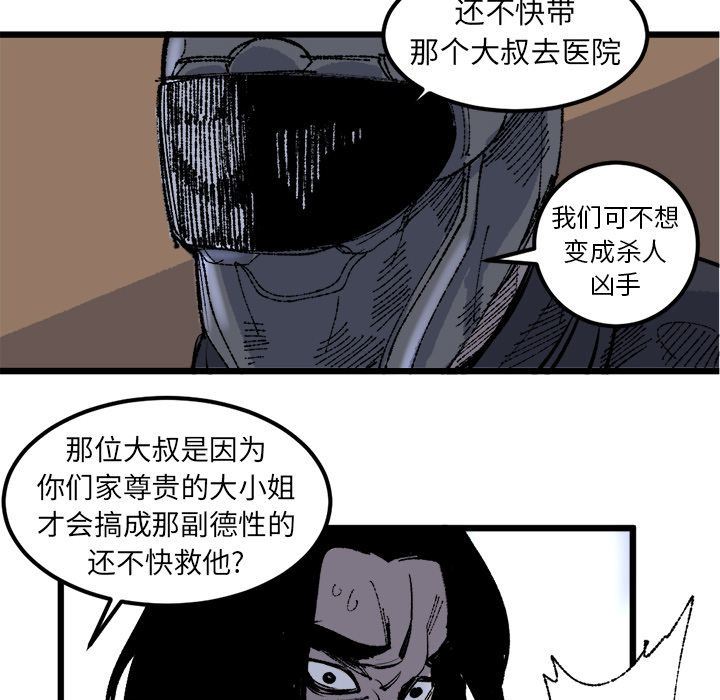 还不快带
那个大叔去医院
我们可不想
变成杀人
凶手
那位大叔是因为
你们家尊贵的大小姐
才会搞成那副德性的
还不快救他?